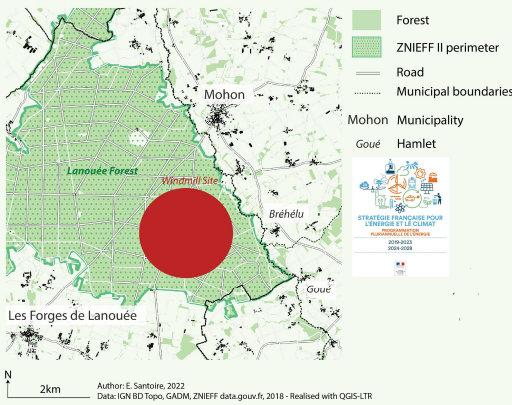 Forest
ZNIEFF II perimeter
Road
Municipal boundaries
Mohon Municipality
Goué Hamlet
Mohon
Lanouée Forest
Windmill Site
Bréhélu
Goué
Les Forges de Lanouée
STRATÉGIE FRANÇAISE POUR
L'ÉNERGIE ET LE CLIMAT
PROGRAMMATION
PLURIANNUELLE DE L'ÉNERGIE
2019-2023
2024-2028
N
2km
Author: E. Santoire, 2022
Data: IGN BD Topo, GADM, ZNIEFF data.gouv.fr, 2018 - Realised with QGIS-LTR